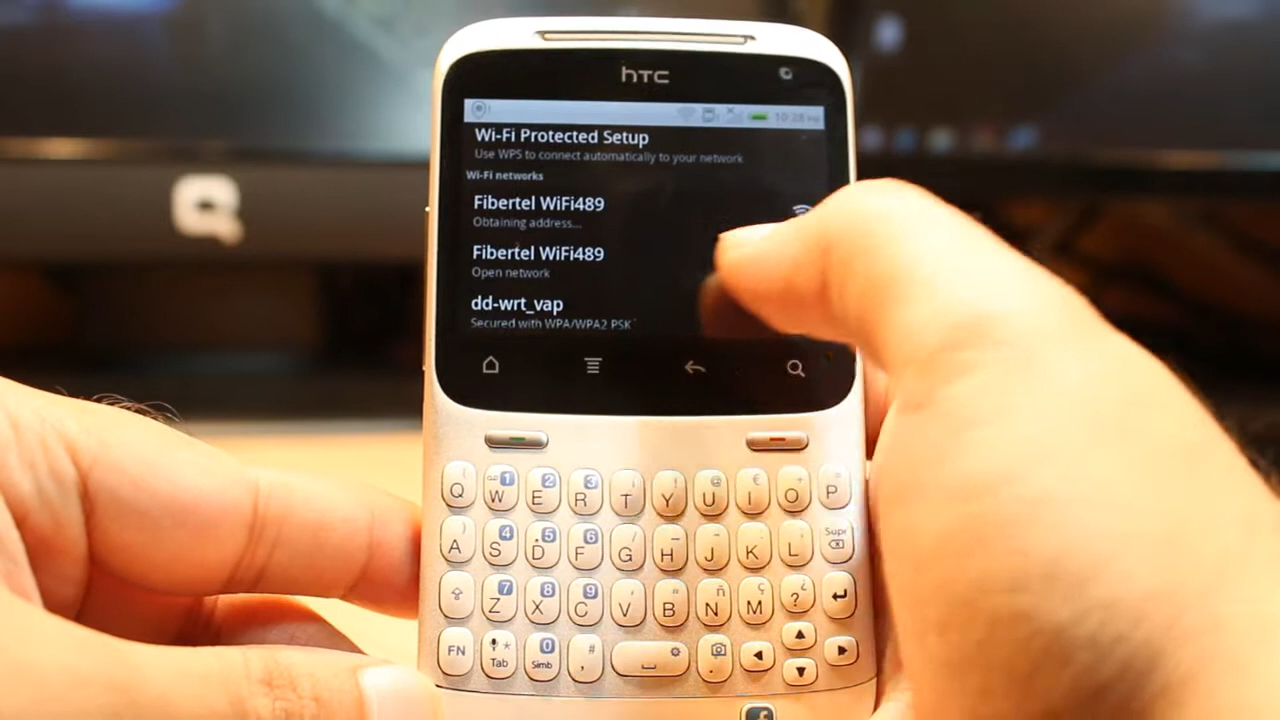 hTC
10:28 PM
Wi-Fi Protected Setup
Use WPS to connect automatically to your network
Wi-Fi networks
Fibertel WiFi489
Obtaining address...
Fibertel WiFi489
Open network
dd-wrt_vap
Secured with WPA/WPA2 PSK
Q W 1 E 2 R 3 T Y ! U @ I € O + P
A S 4 D 5 F 6 G / H - J K L Supr
Z 7 X 8 C 9 V ' B " N ñ M ç ? ¿
FN * Tab 0 Simb , # .
f